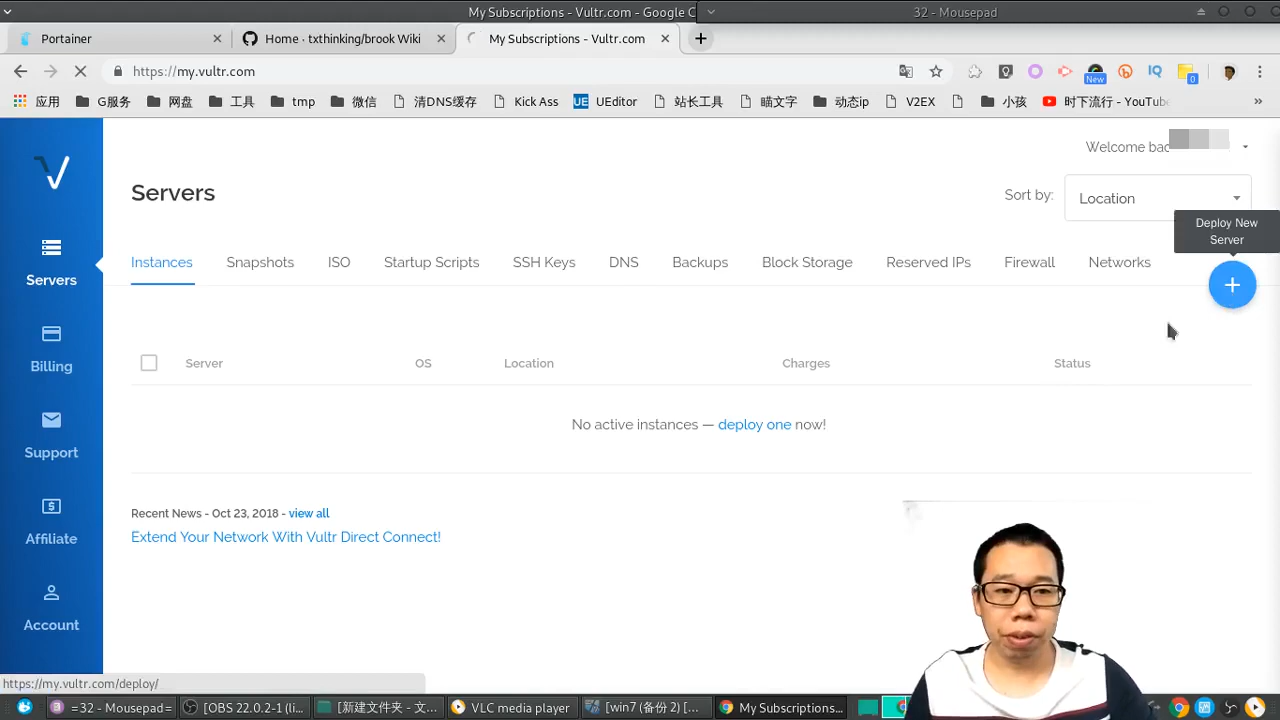 My Subscriptions - Vultr.com - Google C
32 - Mousepad
Portainer
Home · txthinking/brook Wiki
My Subscriptions - Vultr.com
https://my.vultr.com
New
0
应用
G服务
网盘
工具
tmp
微信
清DNS缓存
Kick Ass
UE
UEditor
站长工具
瞄文字
动态ip
V2EX
小孩
时下流行 - YouTube
»
Welcome bac
Servers
Sort by:
Location
Deploy New
Server
Instances
Snapshots
ISO
Startup Scripts
SSH Keys
DNS
Backups
Block Storage
Reserved IPs
Firewall
Networks
+
Servers
Billing
Support
Affiliate
Account
Server
OS
Location
Charges
Status
No active instances — deploy one now!
Recent News - Oct 23, 2018 - view all
Extend Your Network With Vultr Direct Connect!
https://my.vultr.com/deploy/
=32 - Mousepad=
[OBS 22.0.2-1 (li...
[新建文件夹 - 文...
VLC media player
[win7 (备份 2) [...
My Subscriptions...